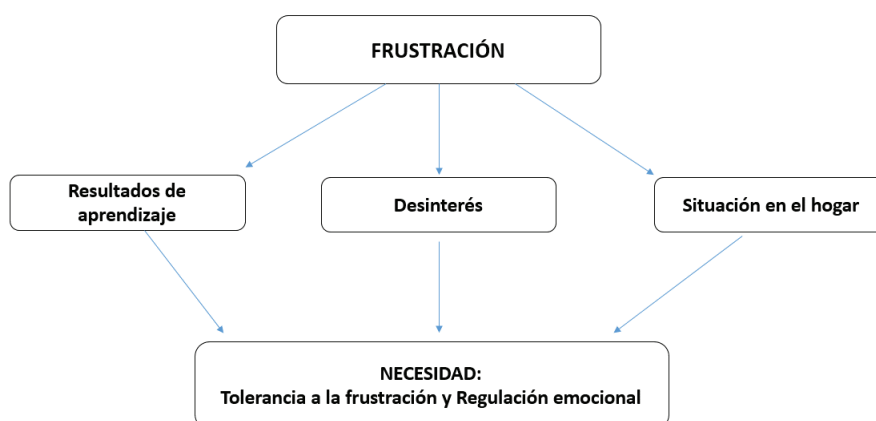 FRUSTRACIÓN
Resultados de
aprendizaje
Desinterés
Situación en el hogar
NECESIDAD:
Tolerancia a la frustración y Regulación emocional